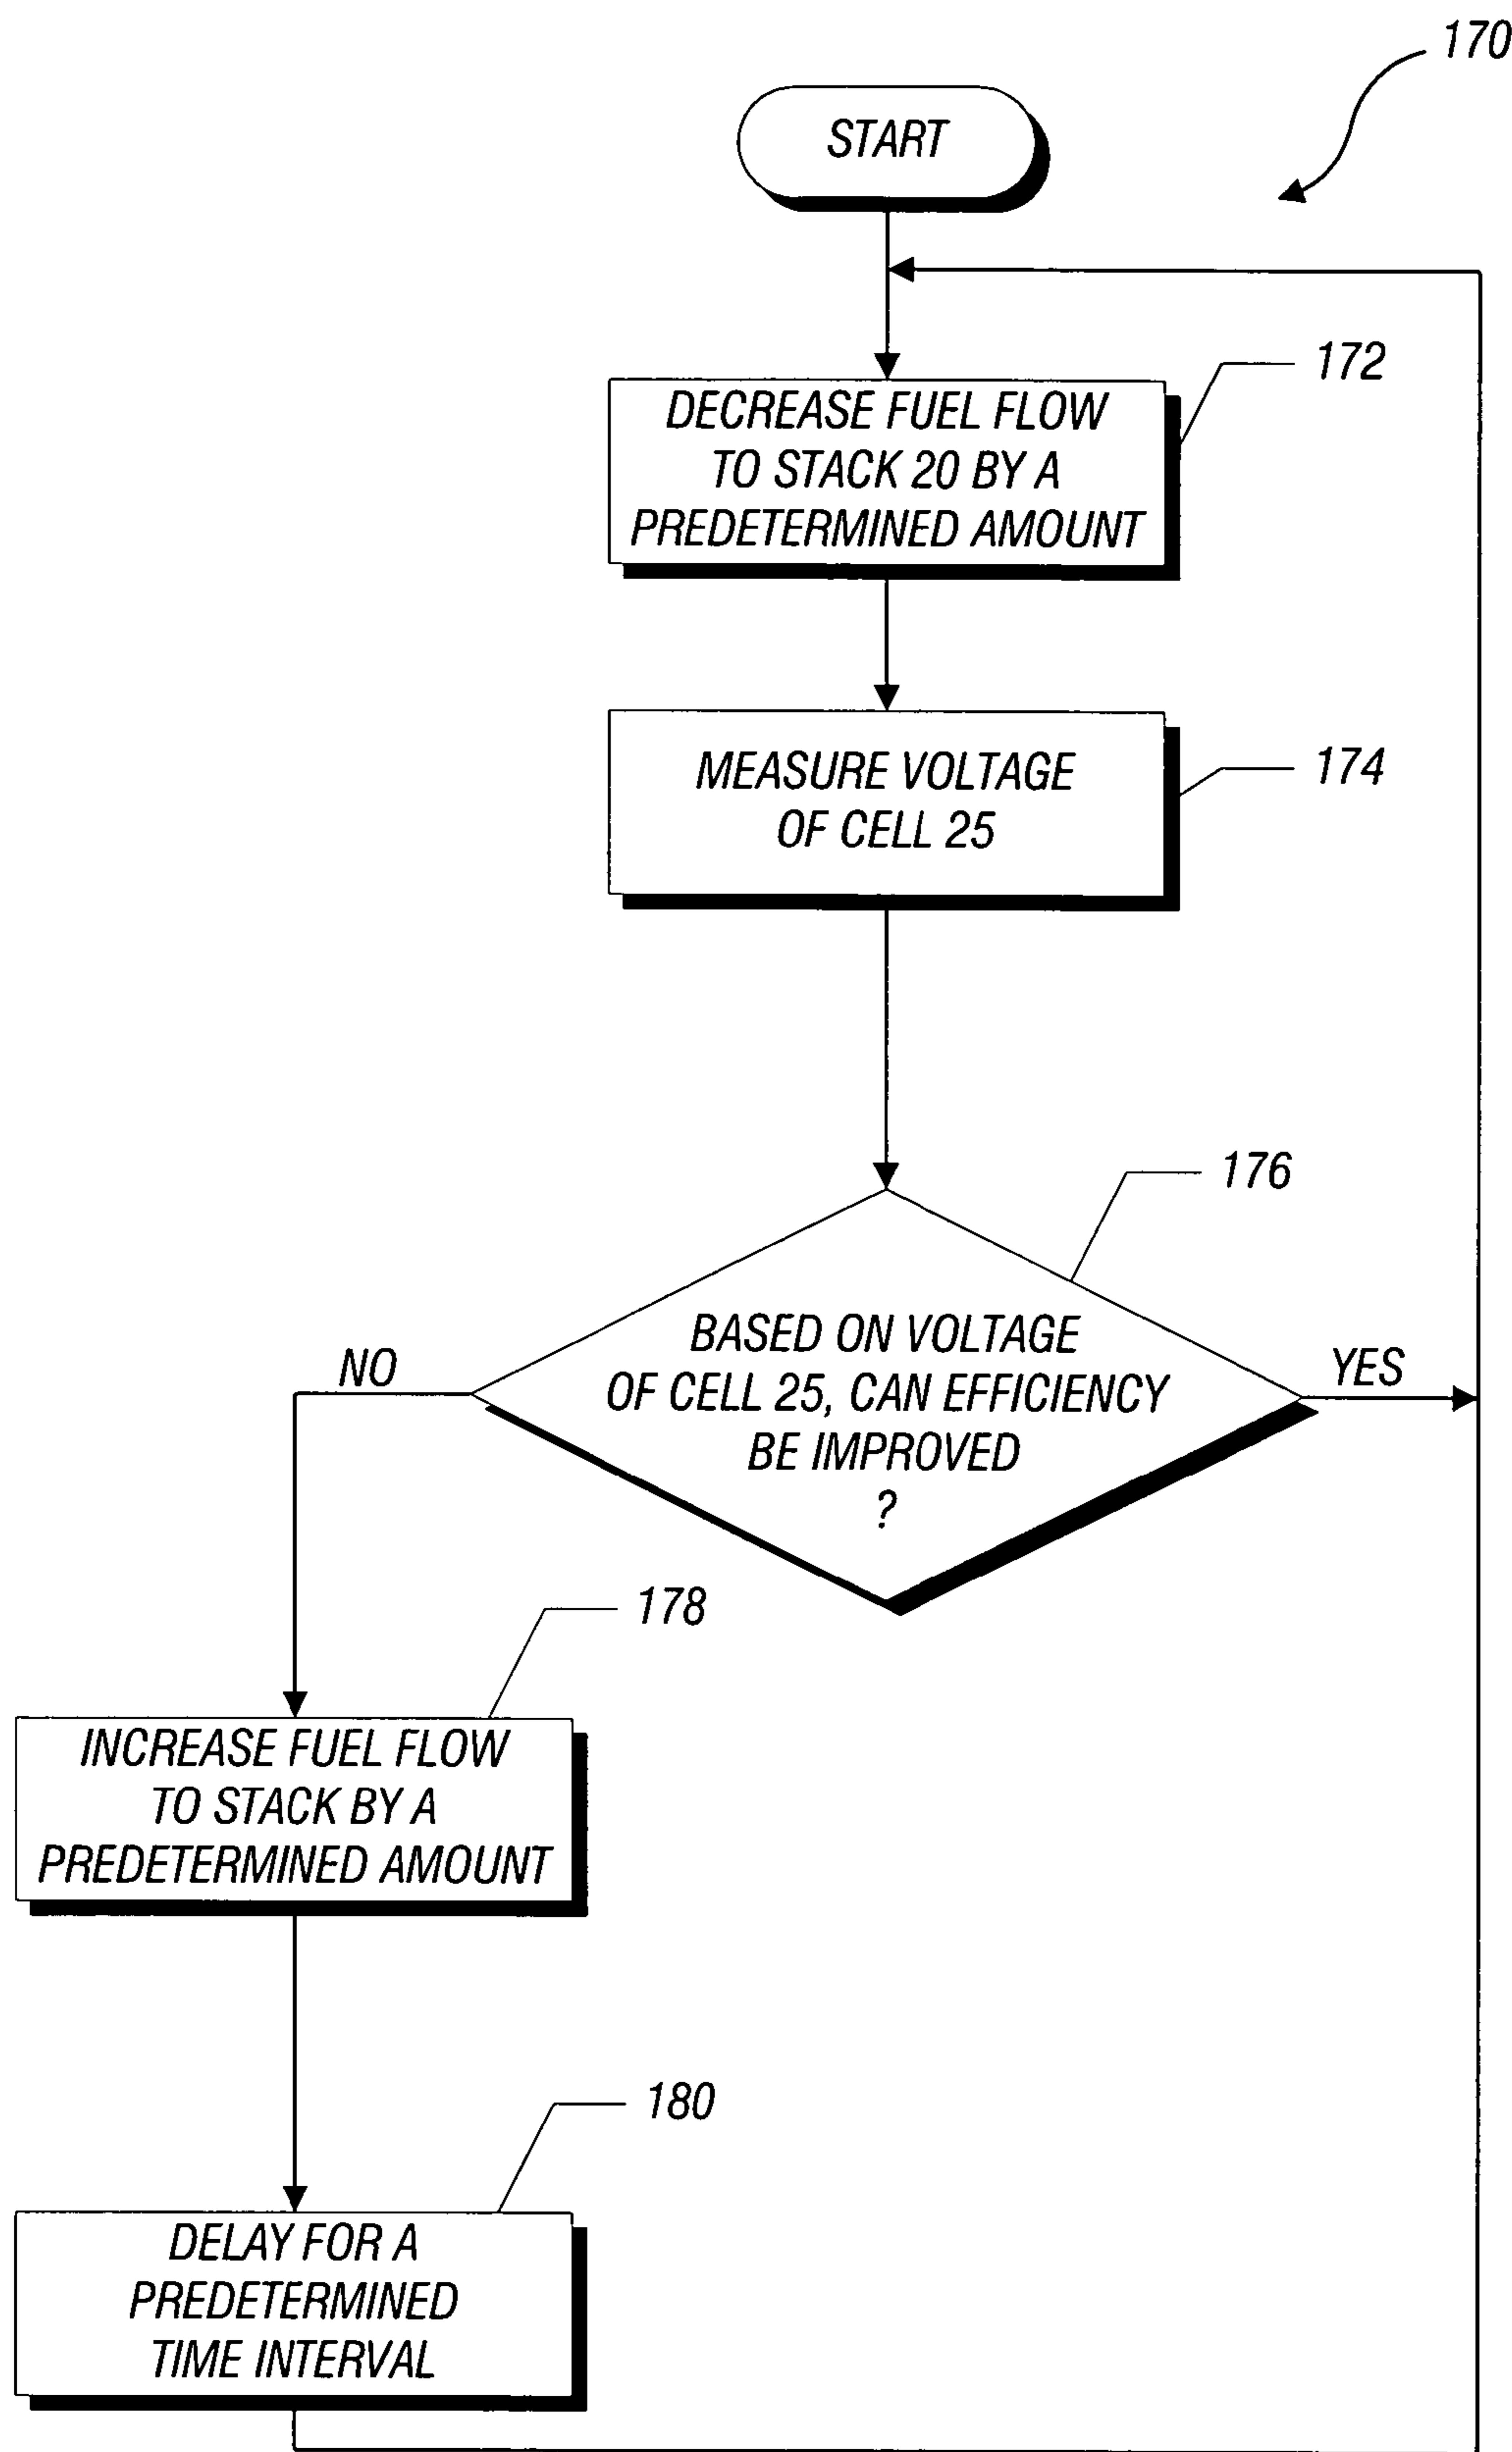 170
START
172
DECREASE FUEL FLOW
TO STACK 20 BY A
PREDETERMINED AMOUNT
174
MEASURE VOLTAGE
OF CELL 25
176
BASED ON VOLTAGE
OF CELL 25, CAN EFFICIENCY
BE IMPROVED
?
NO
YES
178
INCREASE FUEL FLOW
TO STACK BY A
PREDETERMINED AMOUNT
180
DELAY FOR A
PREDETERMINED
TIME INTERVAL